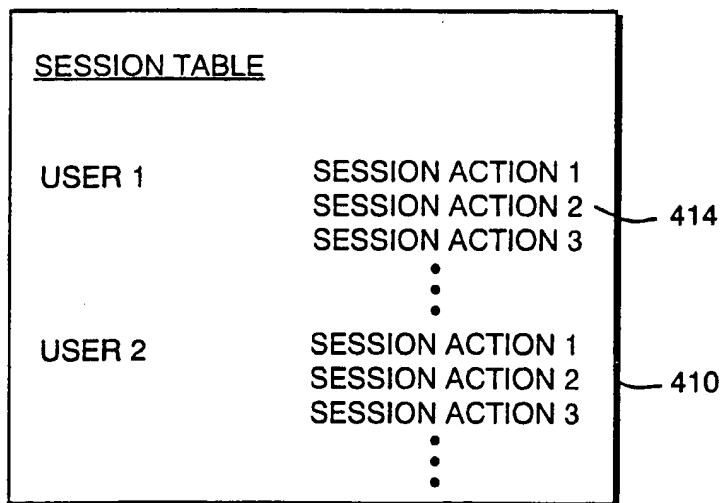 SESSION TABLE
USER 1 SESSION ACTION 1
SESSION ACTION 2 414
SESSION ACTION 3
USER 2 SESSION ACTION 1
SESSION ACTION 2 410
SESSION ACTION 3